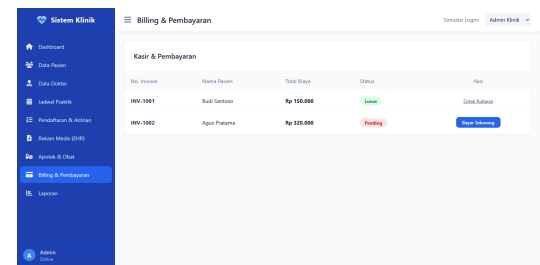 Sistem Klinik
Billing & Pembayaran
Simulasi Login:
Admin Klinik
Dashboard
Data Pasien
Data Dokter
Jadwal Praktik
Pendaftaran & Antrian
Rekam Medis (EHR)
Apotek & Obat
Billing & Pembayaran
Laporan
A
Admin
Online
Kasir & Pembayaran
No. Invoice Nama Pasien Total Biaya Status Aksi
INV-1001 Budi Santoso Rp 150.000 Lunas Cetak Kuitansi
INV-1002 Agus Pratama Rp 320.000 Pending Bayar Sekarang